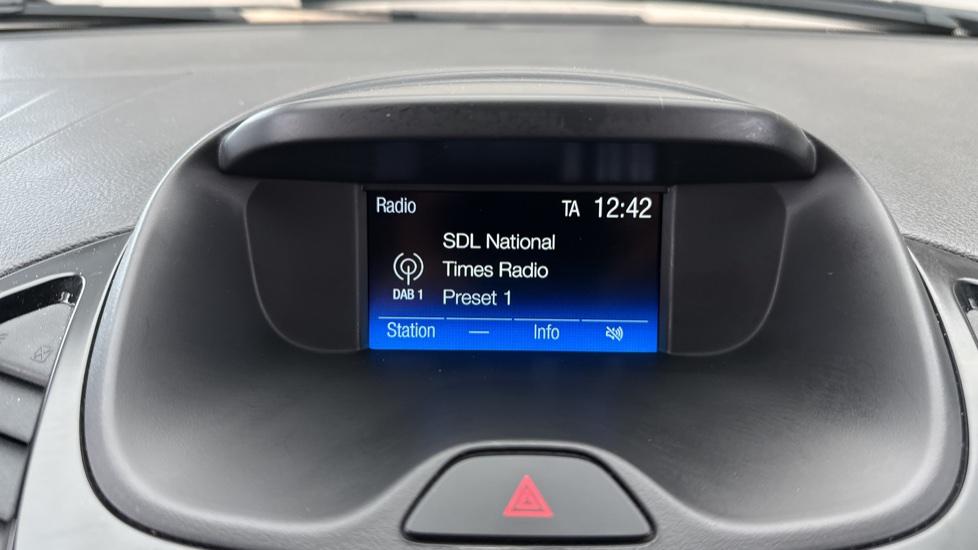 Radio TA 12:42
SDL National
Times Radio
DAB 1 Preset 1
Station — Info